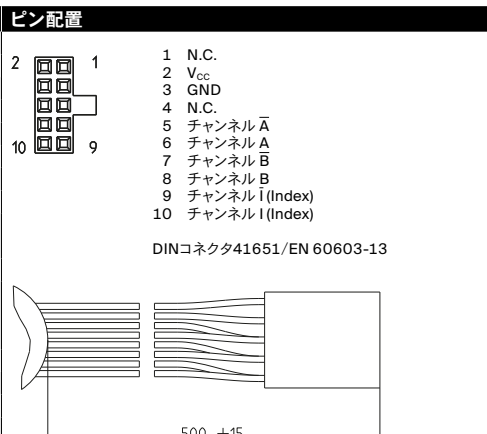 ピン配置
2 1
10 9
1 N.C.
2 Vcc
3 GND
4 N.C.
5 チャンネル A̅
6 チャンネル A
7 チャンネル B̅
8 チャンネル B
9 チャンネル I̅ (Index)
10 チャンネル I (Index)
DINコネクタ41651/EN 60603-13
500 +15